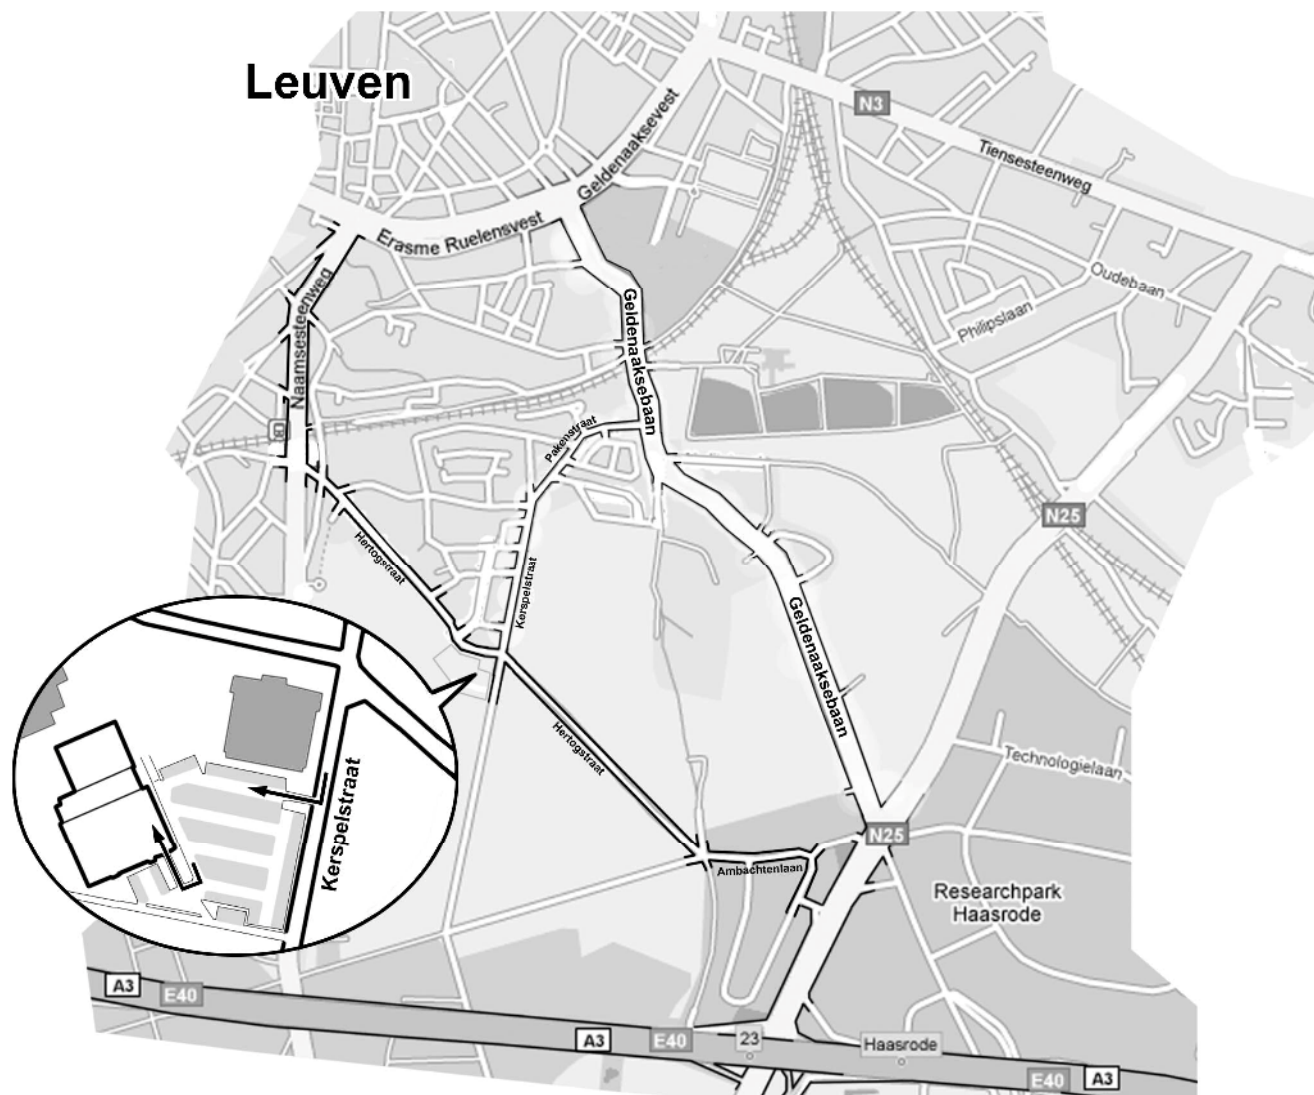 Leuven
N3
Geldenaaksevest
Tiensesteenweg
Erasme Ruelensvest
Oudebaan
Naamsesteenweg
Geldenaaksebaan
Philipslaan
Pakenstraat
N25
Hertogstraat
Kerspelstraat
Geldenaaksebaan
Hertogstraat
Technologielaan
Kerspelstraat
N25
Ambachtenlaan
Researchpark
Haasrode
A3
E40
A3
E40
23
Haasrode
E40
A3